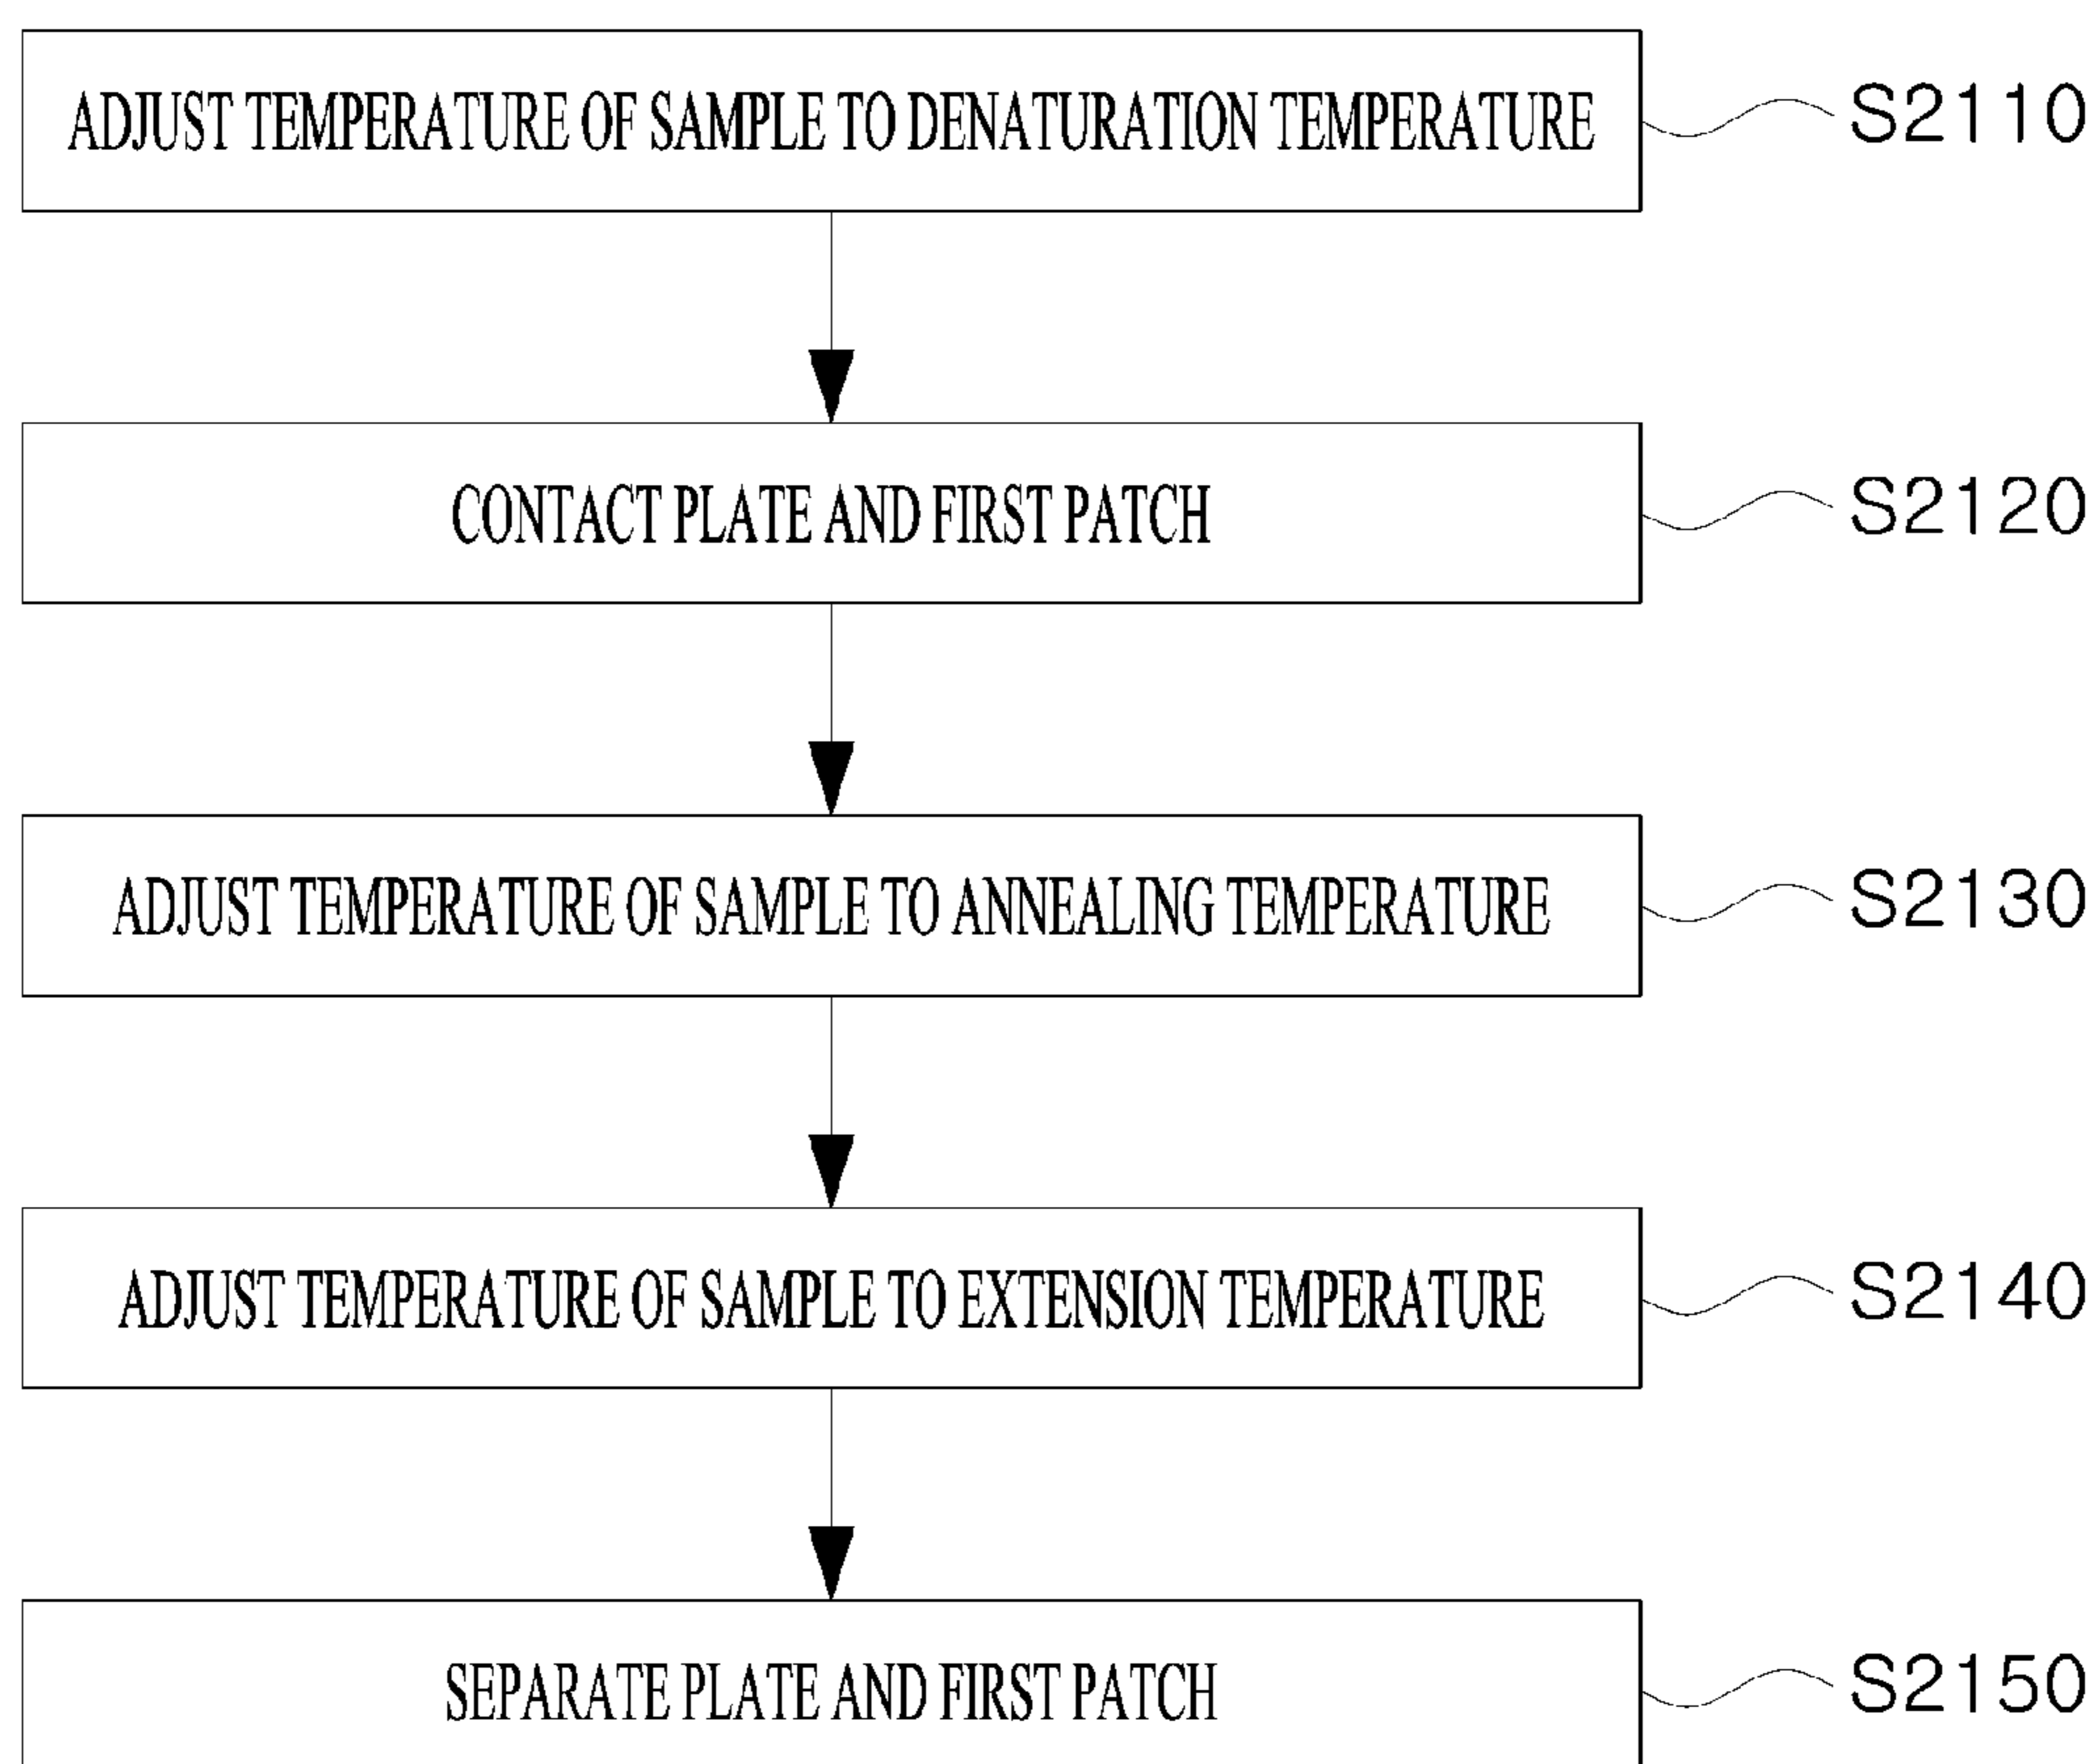 ADJUST TEMPERATURE OF SAMPLE TO DENATURATION TEMPERATURE S2110
CONTACT PLATE AND FIRST PATCH S2120
ADJUST TEMPERATURE OF SAMPLE TO ANNEALING TEMPERATURE S2130
ADJUST TEMPERATURE OF SAMPLE TO EXTENSION TEMPERATURE S2140
SEPARATE PLATE AND FIRST PATCH S2150